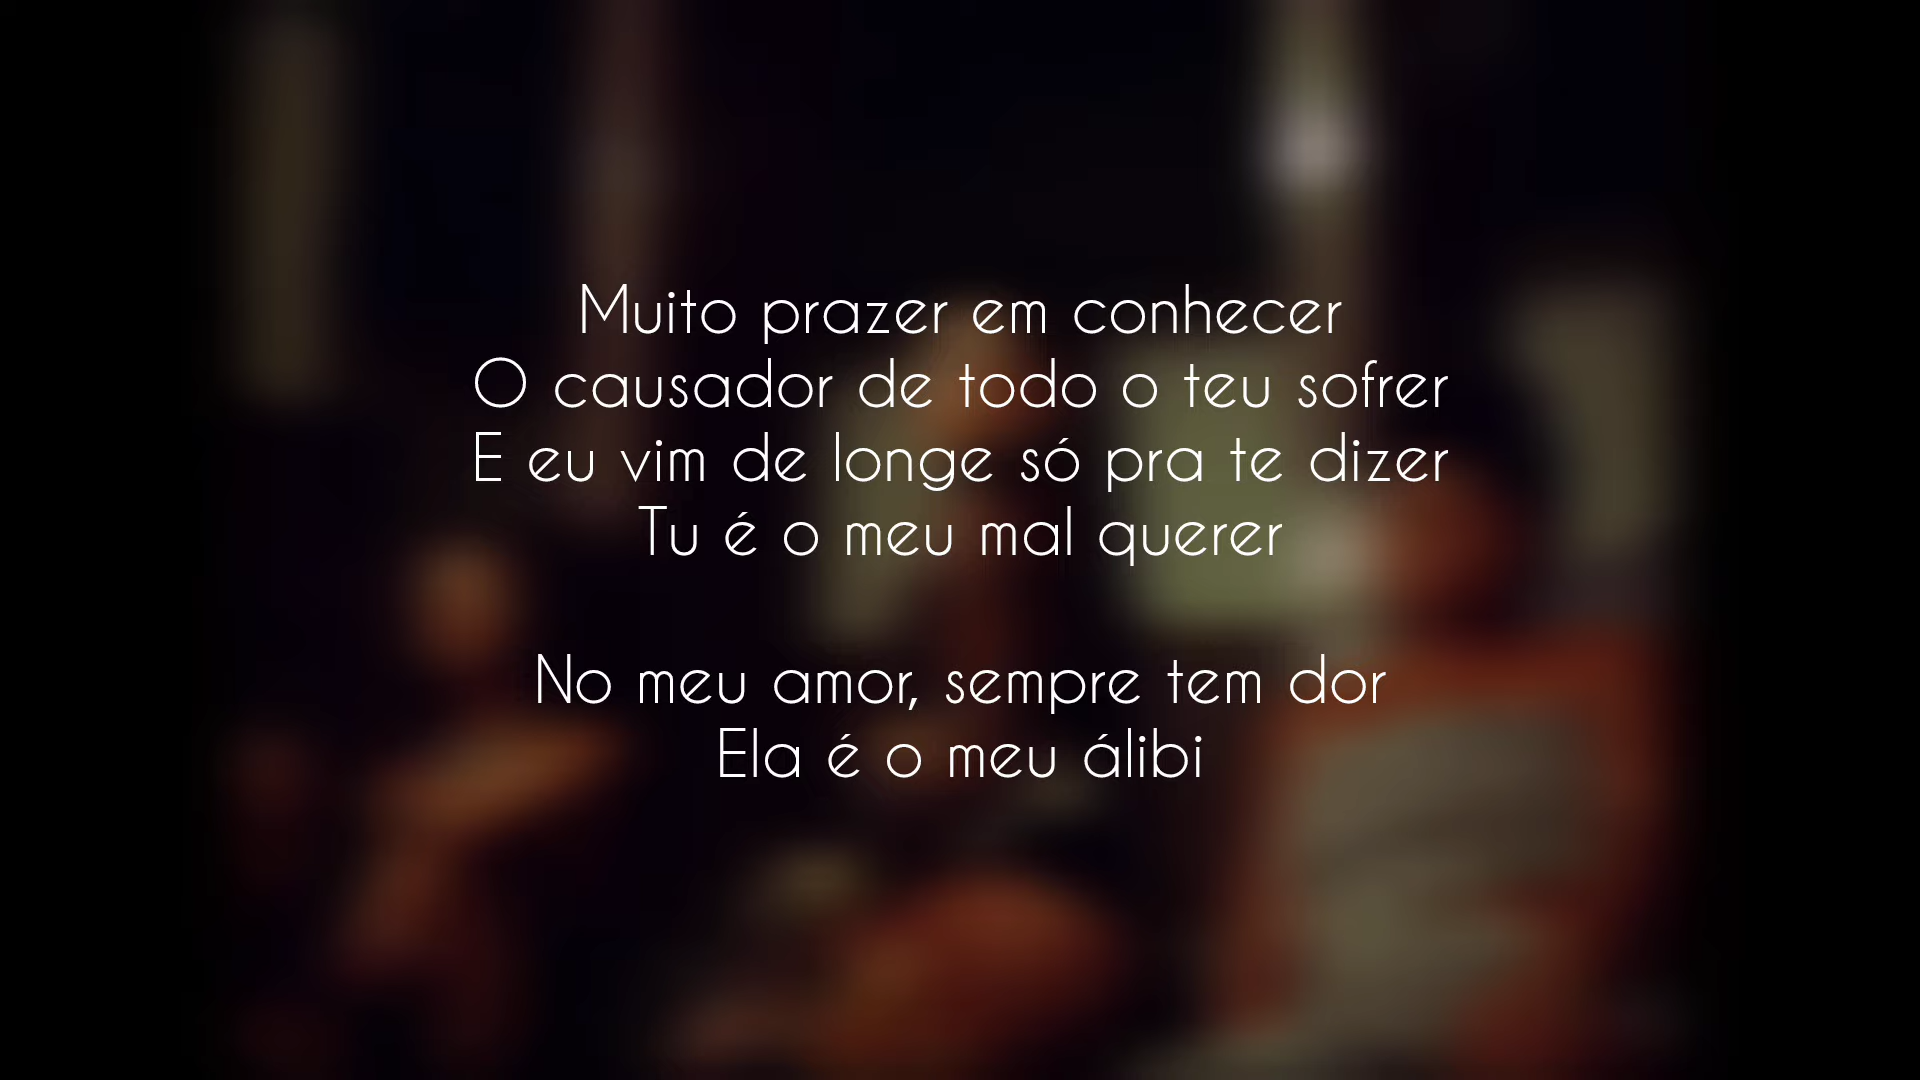 Muito prazer em conhecer
O causador de todo o teu sofrer
E eu vim de longe só pra te dizer
Tu é o meu mal querer
No meu amor, sempre tem dor
Ela é o meu álibi